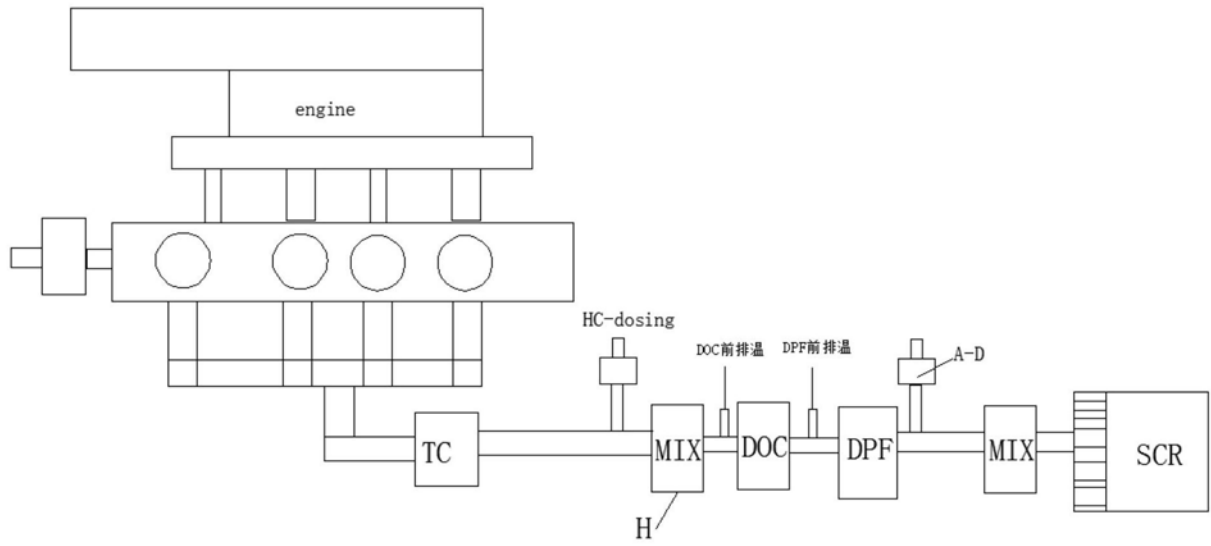 engine
HC-dosing
DOC前排温
DPF前排温
A-D
TC
MIX
DOC
DPF
MIX
SCR
H